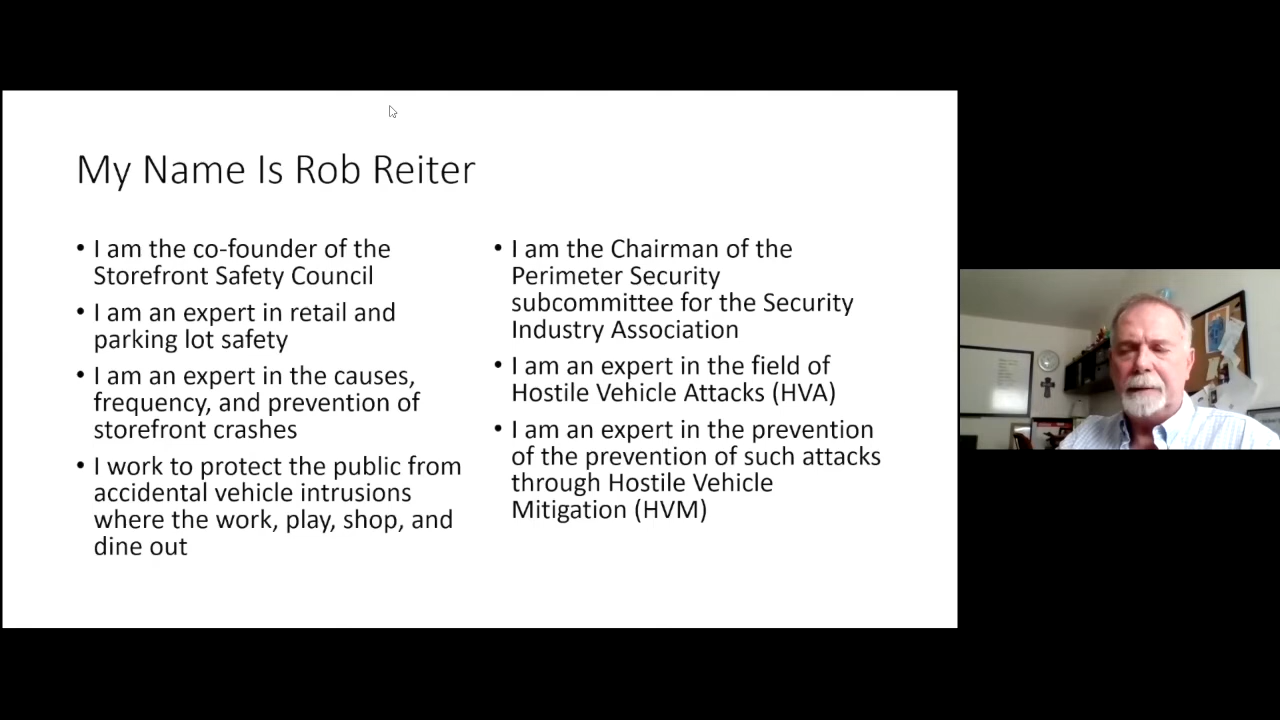 My Name Is Rob Reiter
• I am the co-founder of the
Storefront Safety Council
• I am an expert in retail and
parking lot safety
• I am an expert in the causes,
frequency, and prevention of
storefront crashes
• I work to protect the public from
accidental vehicle intrusions
where the work, play, shop, and
dine out
• I am the Chairman of the
Perimeter Security
subcommittee for the Security
Industry Association
• I am an expert in the field of
Hostile Vehicle Attacks (HVA)
• I am an expert in the prevention
of the prevention of such attacks
through Hostile Vehicle
Mitigation (HVM)